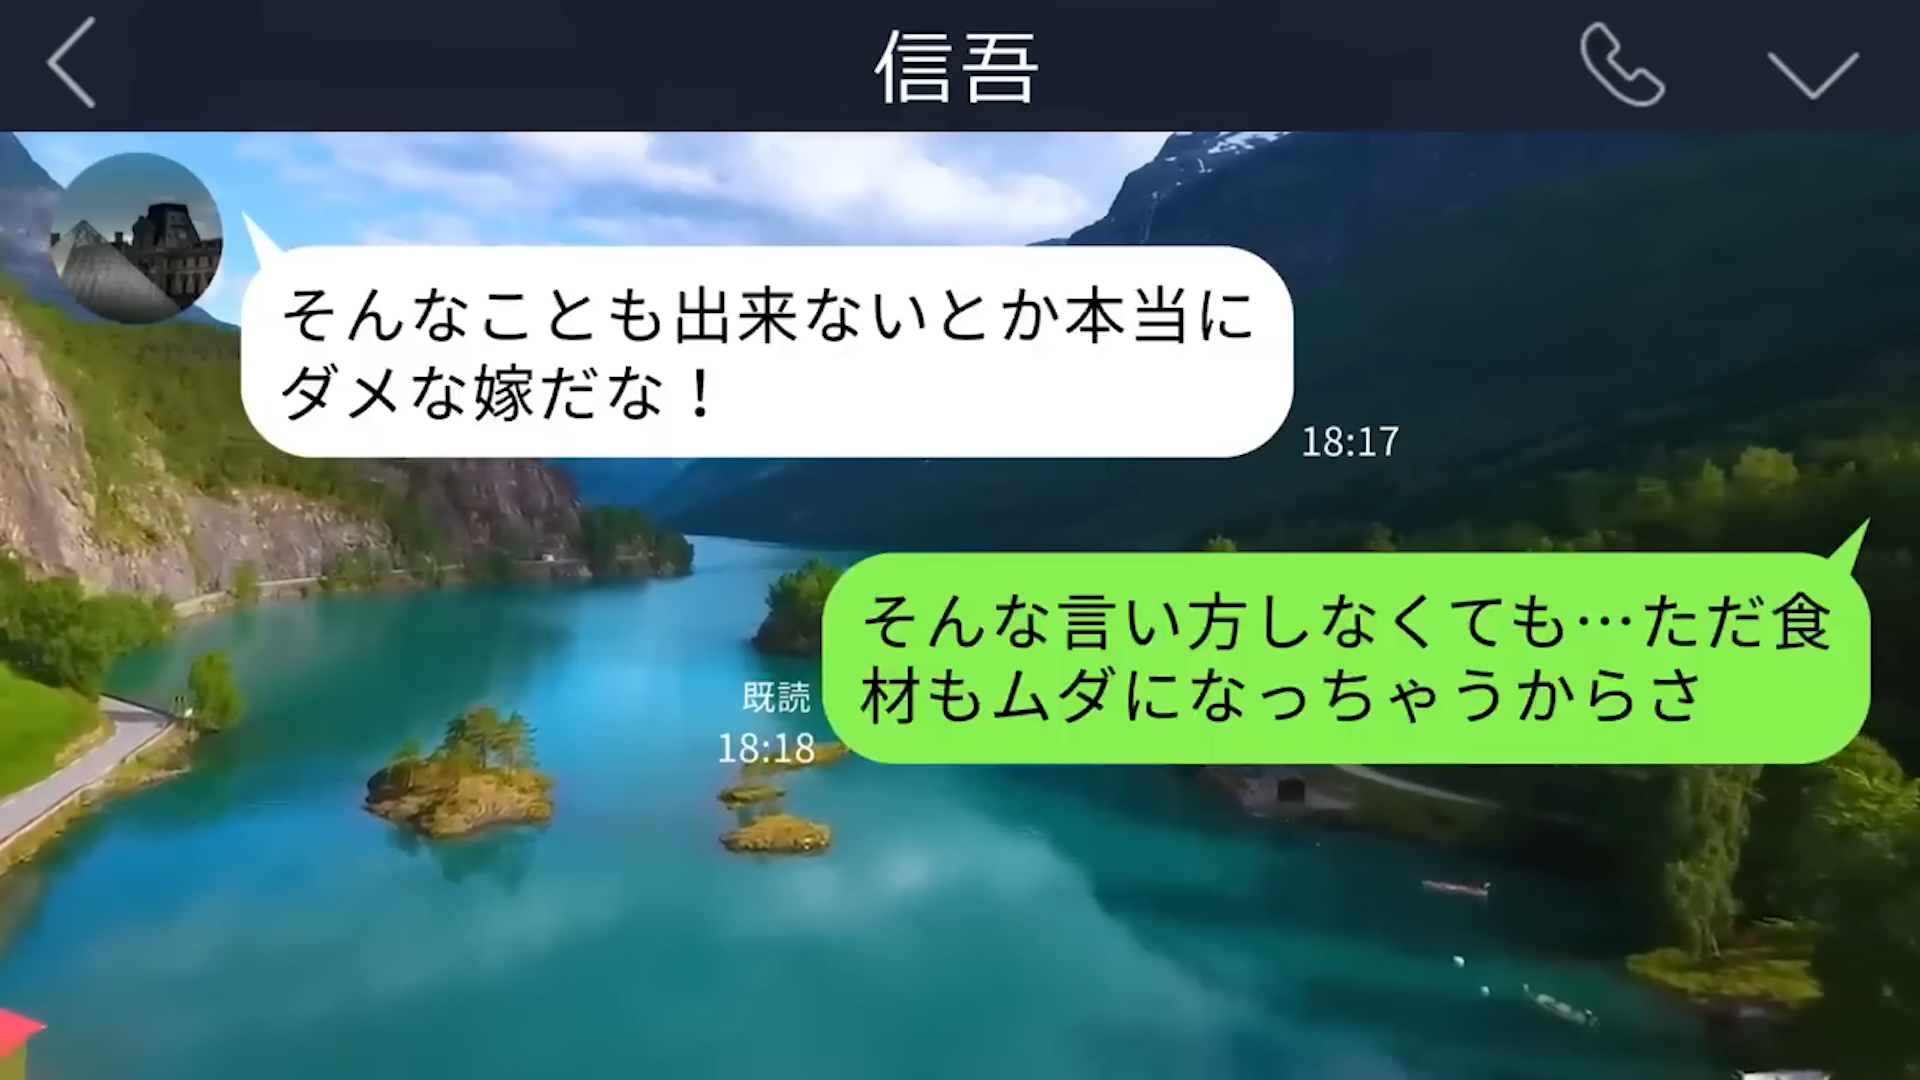 信吾
そんなことも出来ないとか本当に
ダメな嫁だな！
18:17
そんな言い方しなくても…ただ食
材もムダになっちゃうからさ
既読
18:18